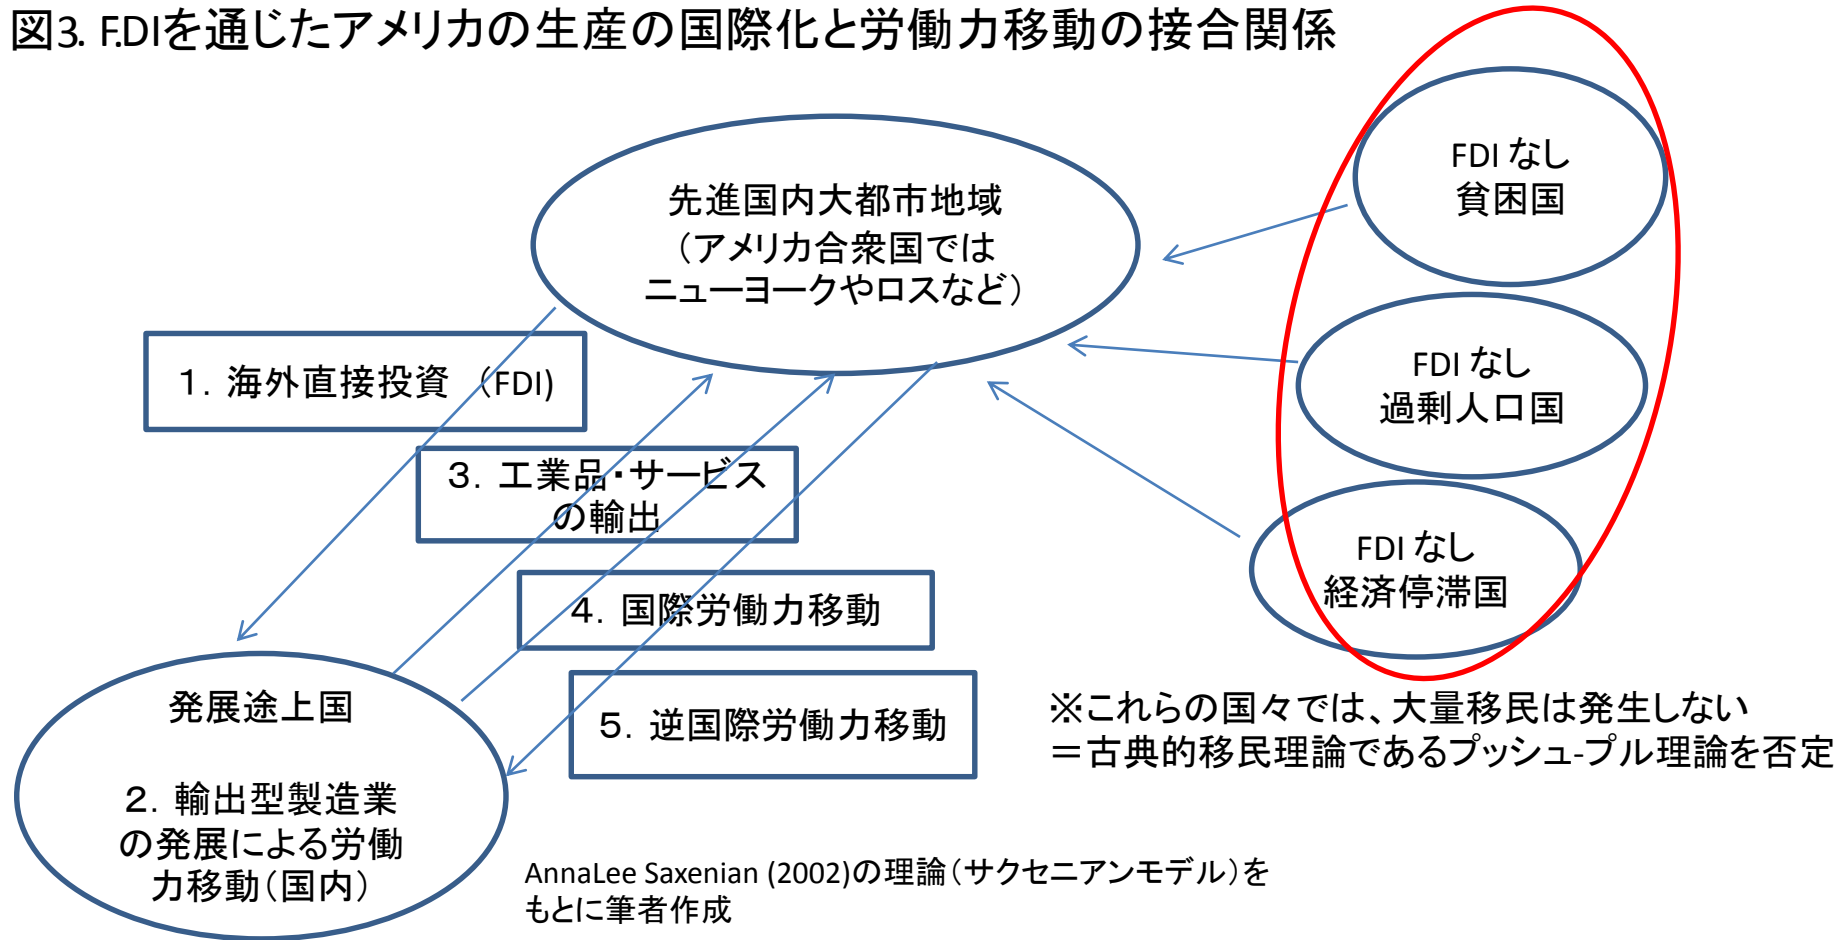 図3. FDIを通じたアメリカの生産の国際化と労働力移動の接合関係
先進国内大都市地域
（アメリカ合衆国では
ニューヨークやロスなど）
FDI なし
貧困国
FDI なし
過剰人口国
FDI なし
経済停滞国
１．海外直接投資 （FDI)
３．工業品・サービス
の輸出
４．国際労働力移動
５．逆国際労働力移動
発展途上国
２．輸出型製造業
の発展による労働
力移動（国内）
※これらの国々では、大量移民は発生しない
＝古典的移民理論であるプッシュ-プル理論を否定
AnnaLee Saxenian (2002)の理論（サクセニアンモデル）を
もとに筆者作成